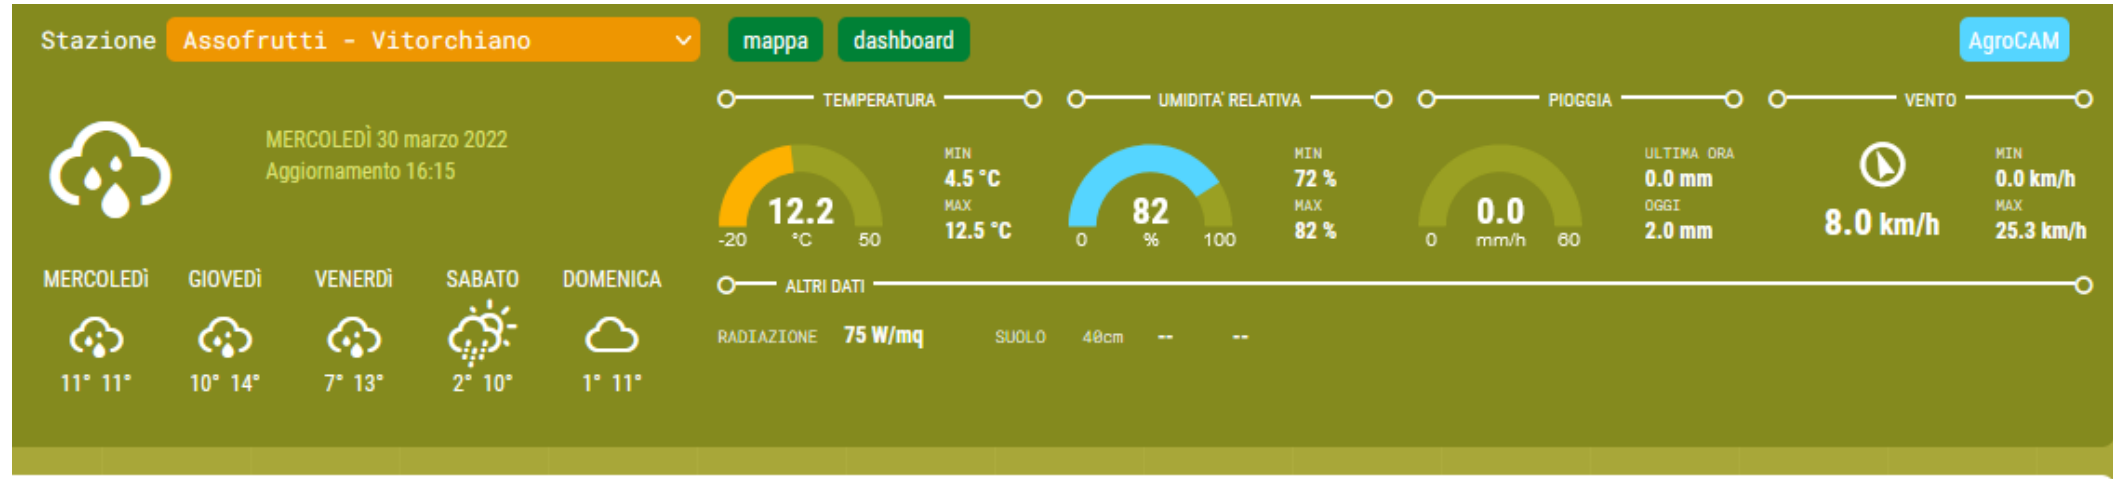 Stazione Assofrutti - Vitorchiano mappa dashboard AgroCAM
MERCOLEDÌ 30 marzo 2022
Aggiornamento 16:15
MERCOLEDÌ GIOVEDÌ VENERDÌ SABATO DOMENICA
11° 11° 10° 14° 7° 13° 2° 10° 1° 11°
TEMPERATURA
12.2
°C
-20 50
MIN
4.5 °C
MAX
12.5 °C
UMIDITA' RELATIVA
82
%
0 100
MIN
72 %
MAX
82 %
PIOGGIA
0.0
mm/h
0 60
ULTIMA ORA
0.0 mm
OGGI
2.0 mm
VENTO
8.0 km/h
MIN
0.0 km/h
MAX
25.3 km/h
ALTRI DATI
RADIAZIONE 75 W/mq SUOLO 40cm -- --